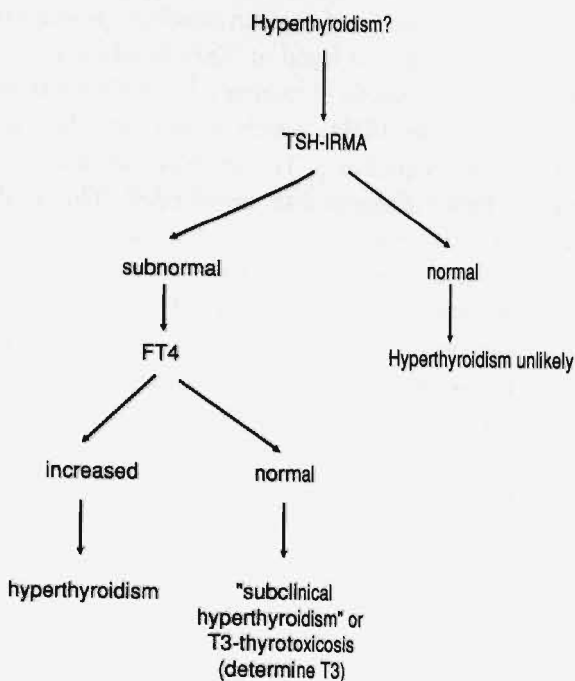 Hyperthyroidism?
TSH-IRMA
subnormal
normal
FT4
Hyperthyroidism unlikely
increased
normal
hyperthyroidism
"subclinical
hyperthyroidism" or
T3-thyrotoxicosis
(determine T3)